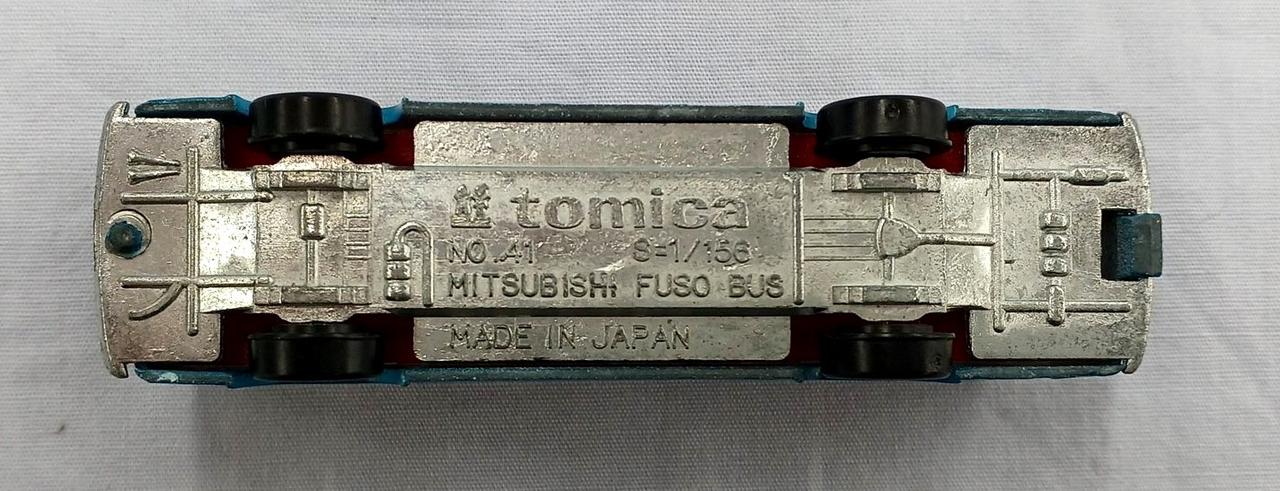 tomica
NO.41 S=1/156
MITSUBISHI FUSO BUS
MADE IN JAPAN